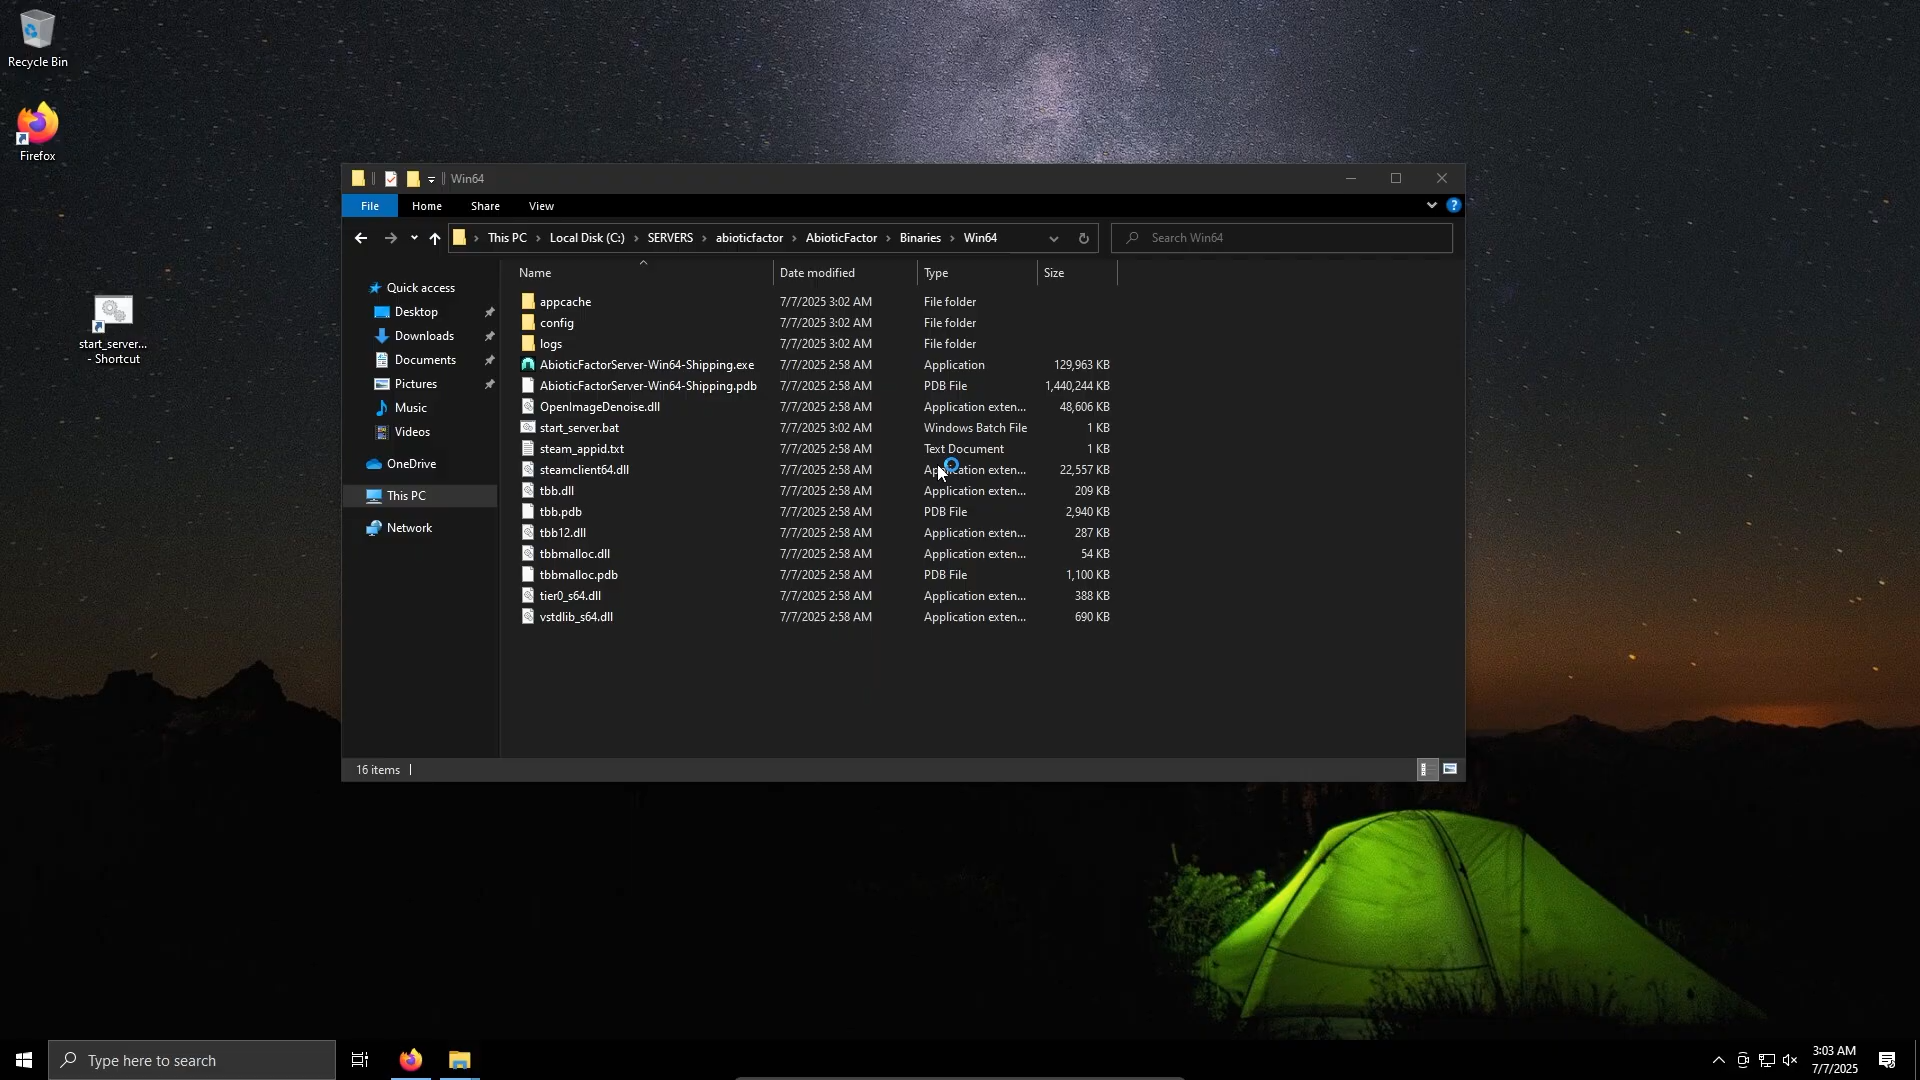 Recycle Bin
Firefox
start_server...
- Shortcut
Win64
File
Home
Share
View
This PC
Local Disk (C:)
SERVERS
abioticfactor
AbioticFactor
Binaries
Win64
Search Win64
Name
Date modified
Type
Size
Quick access
Desktop
Downloads
Documents
Pictures
Music
Videos
OneDrive
This PC
Network
appcache 7/7/2025 3:02 AM File folder
config 7/7/2025 3:02 AM File folder
logs 7/7/2025 3:02 AM File folder
AbioticFactorServer-Win64-Shipping.exe 7/7/2025 2:58 AM Application 129,963 KB
AbioticFactorServer-Win64-Shipping.pdb 7/7/2025 2:58 AM PDB File 1,440,244 KB
OpenImageDenoise.dll 7/7/2025 2:58 AM Application exten... 48,606 KB
start_server.bat 7/7/2025 3:02 AM Windows Batch File 1 KB
steam_appid.txt 7/7/2025 2:58 AM Text Document 1 KB
steamclient64.dll 7/7/2025 2:58 AM Application exten... 22,557 KB
tbb.dll 7/7/2025 2:58 AM Application exten... 209 KB
tbb.pdb 7/7/2025 2:58 AM PDB File 2,940 KB
tbb12.dll 7/7/2025 2:58 AM Application exten... 287 KB
tbbmalloc.dll 7/7/2025 2:58 AM Application exten... 54 KB
tbbmalloc.pdb 7/7/2025 2:58 AM PDB File 1,100 KB
tier0_s64.dll 7/7/2025 2:58 AM Application exten... 388 KB
vstdlib_s64.dll 7/7/2025 2:58 AM Application exten... 690 KB
16 items
Type here to search
3:03 AM
7/7/2025